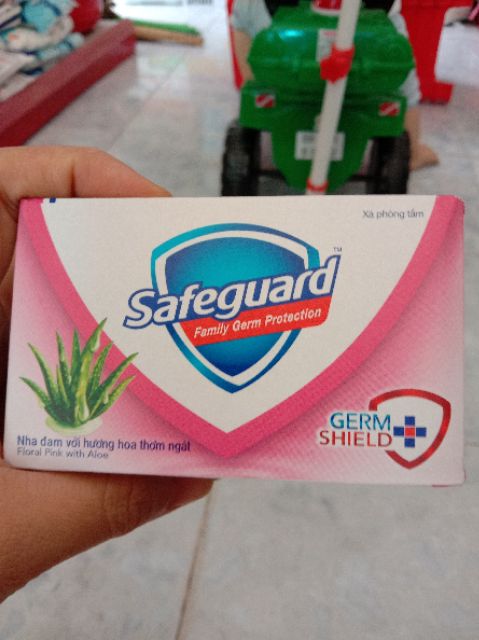 Xà phòng tắm
Safeguard™
Family Germ Protection
Nha đam với hương hoa thơm ngát
Floral Pink with Aloe
GERM
SHIELD